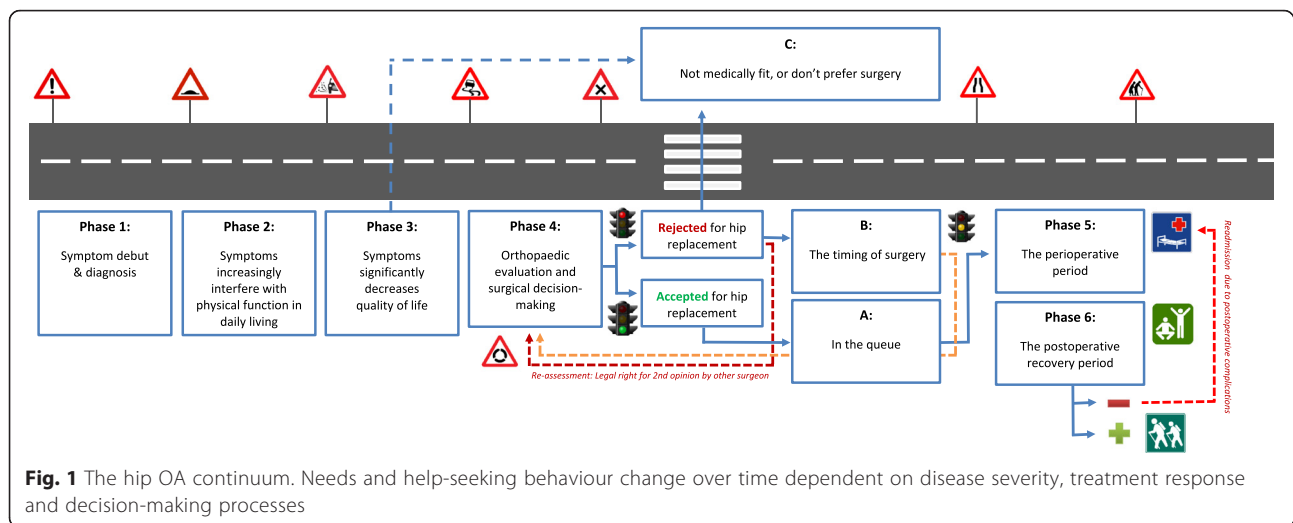 C:
Not medically fit, or don't prefer surgery
Phase 1:
Symptom debut
& diagnosis
Phase 2:
Symptoms
increasingly
interfere with
physical function in
daily living
Phase 3:
Symptoms
significantly
decreases
quality of life
Phase 4:
Orthopaedic
evaluation and
surgical decision-
making
Rejected for hip
replacement
Accepted for hip
replacement
B:
The timing of surgery
A:
In the queue
Phase 5:
The perioperative
period
Phase 6:
The postoperative
recovery period
Readmission due to postoperative complications
Re-assessment: Legal right for 2nd opinion by other surgeon
Fig. 1 The hip OA continuum. Needs and help-seeking behaviour change over time dependent on disease severity, treatment response
and decision-making processes